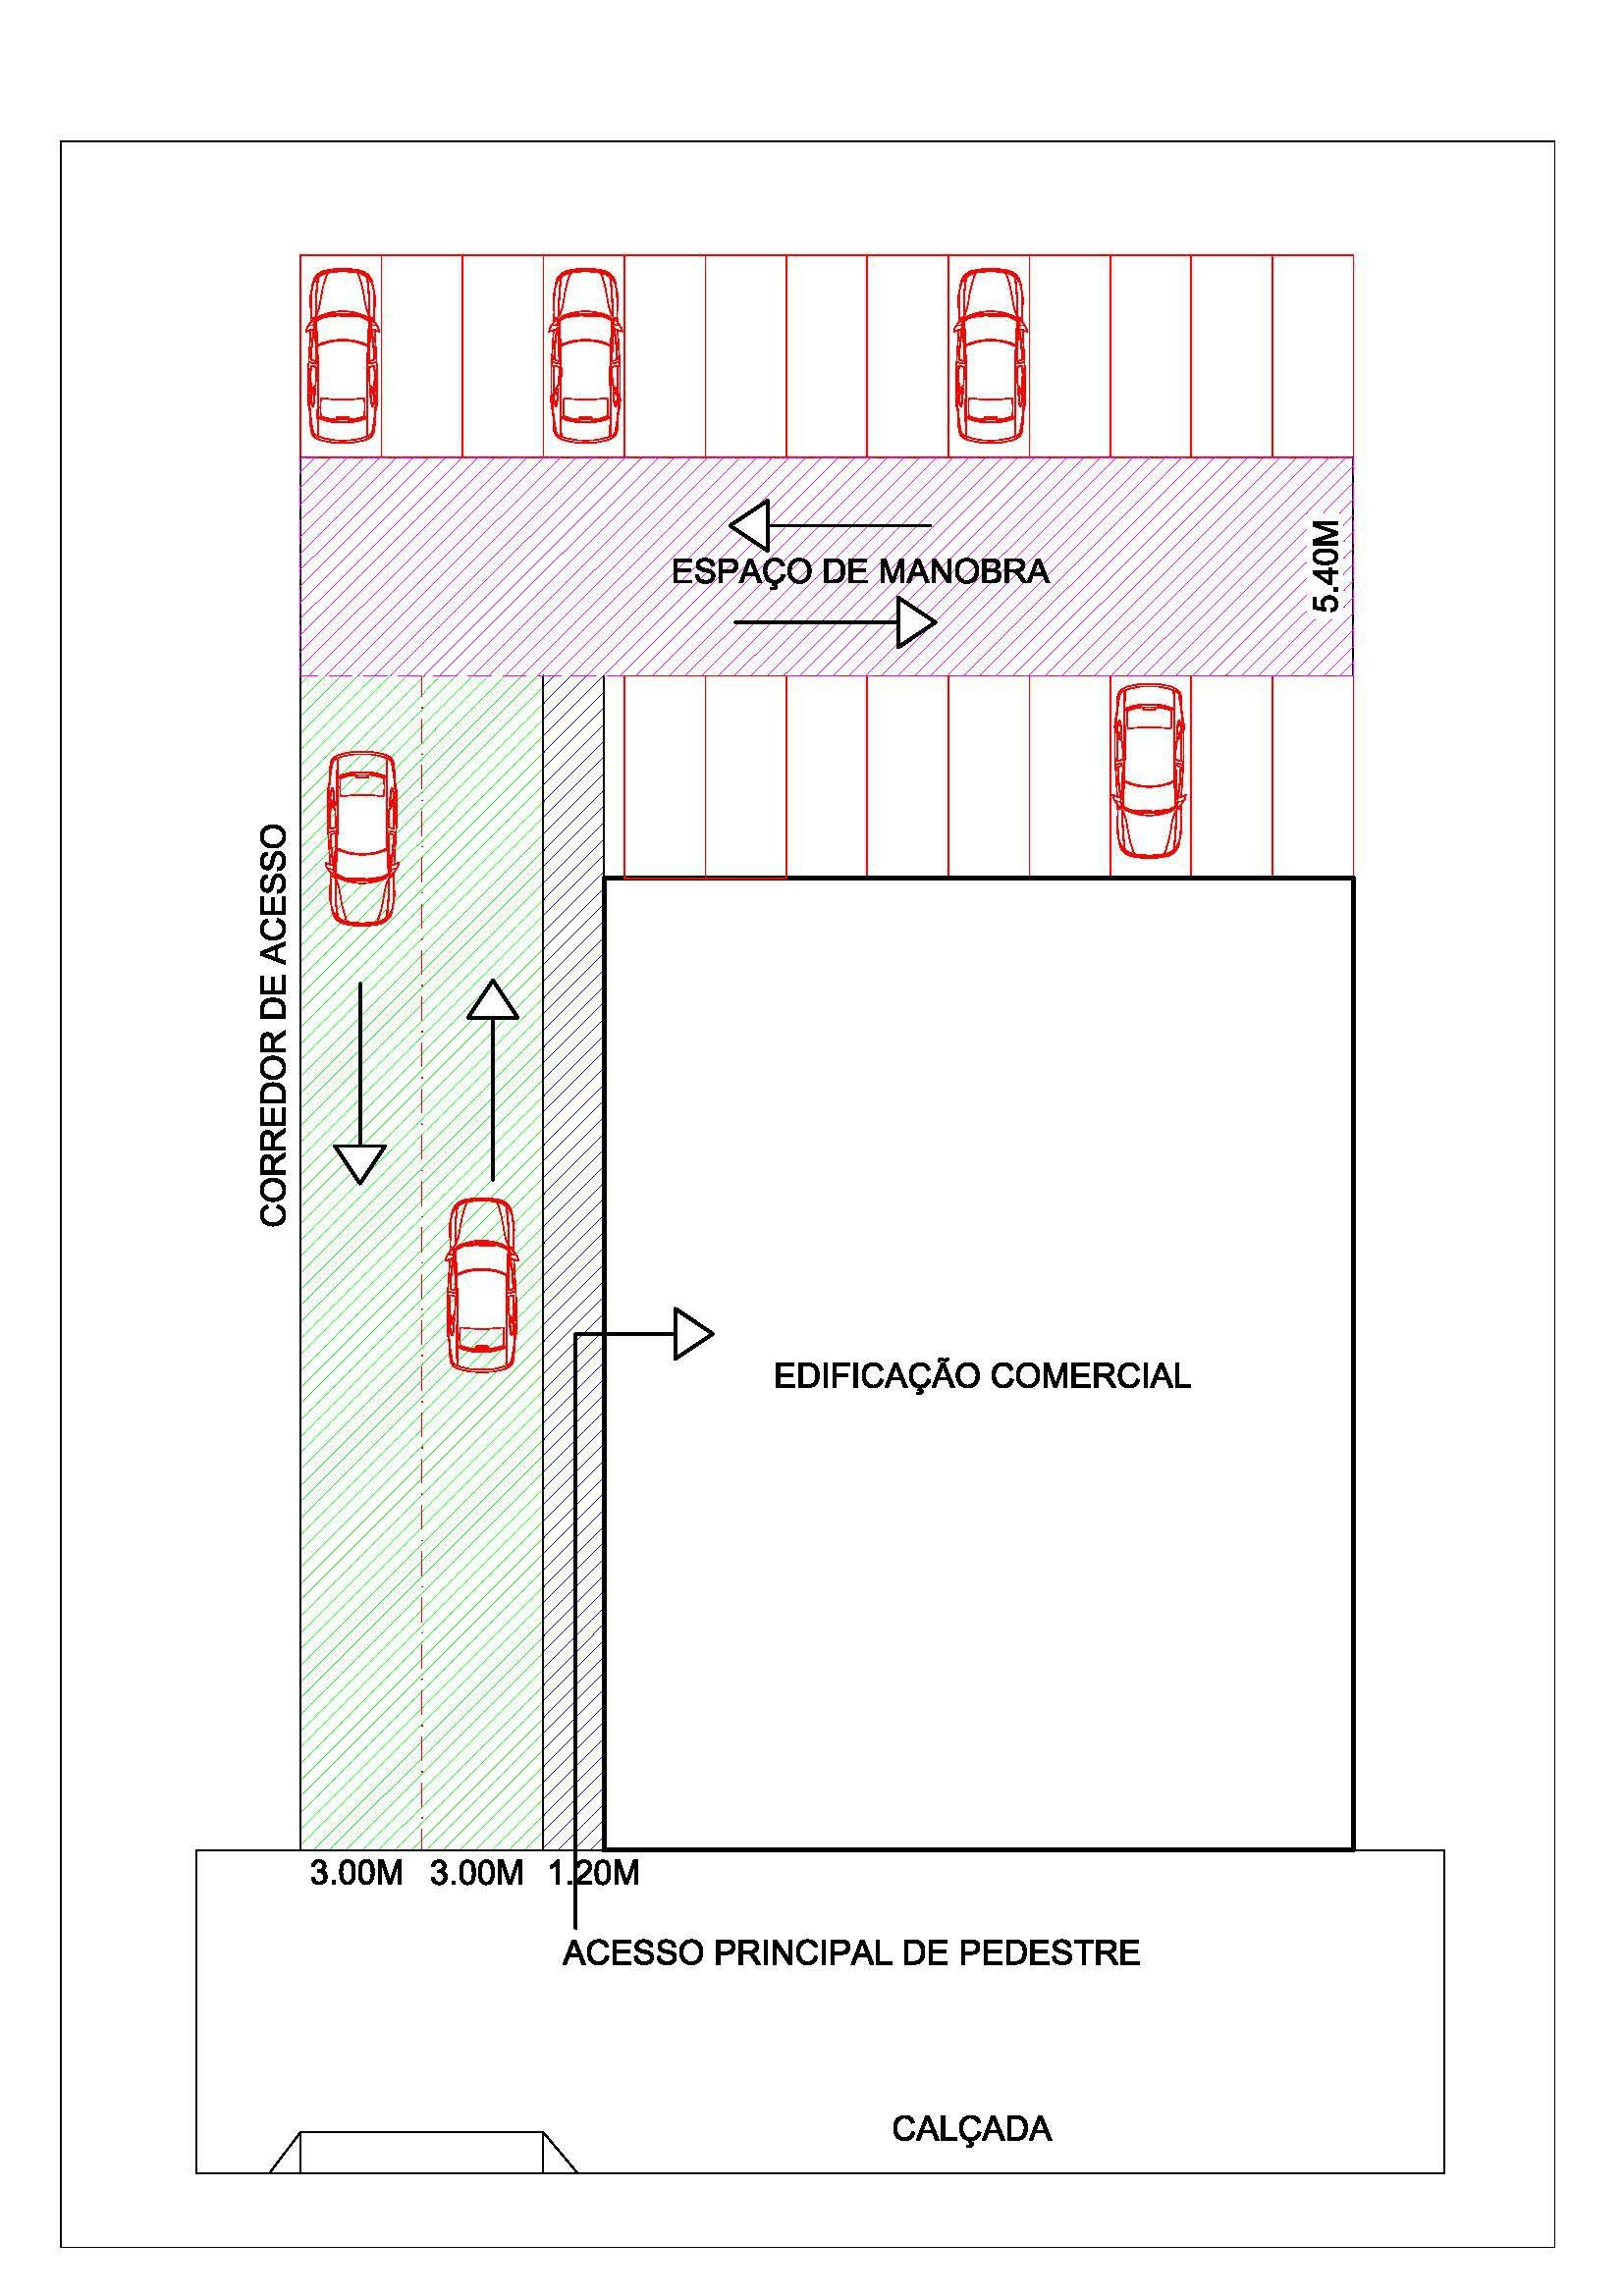 ESPAÇO DE MANOBRA
5.40M
CORREDOR DE ACESSO
EDIFICAÇÃO COMERCIAL
3.00M 3.00M 1.20M
ACESSO PRINCIPAL DE PEDESTRE
CALÇADA